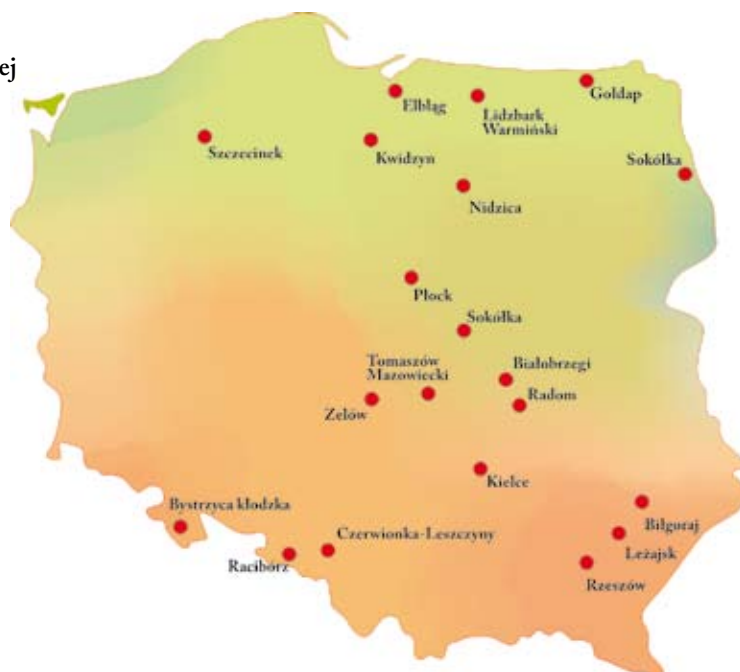 ej
Gołdap
Elbląg
Lidzbark
Warmiński
Szczecinek
Kwidzyn
Sokółka
Nidzica
Płock
Sokółka
Tomaszów
Mazowiecki
Białobrzegi
Radom
Zelów
Kielce
Bystrzyca kłodzka
Czerwionka-Leszczyny
Racibórz
Biłgoraj
Leżajsk
Rzeszów